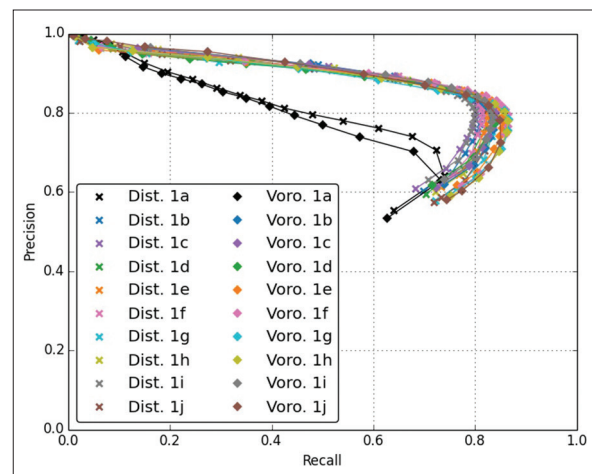 1.0
0.8
0.6
0.4
0.2
0.0
Precision
Dist. 1a Voro. 1a
Dist. 1b Voro. 1b
Dist. 1c Voro. 1c
Dist. 1d Voro. 1d
Dist. 1e Voro. 1e
Dist. 1f Voro. 1f
Dist. 1g Voro. 1g
Dist. 1h Voro. 1h
Dist. 1i Voro. 1i
Dist. 1j Voro. 1j
0.0 0.2 0.4 0.6 0.8 1.0
Recall